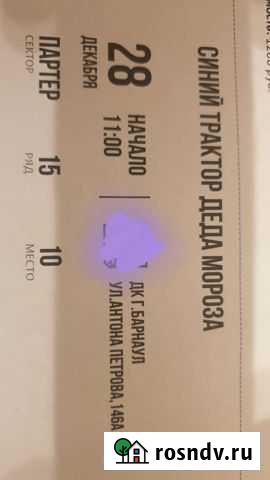 СИНИЙ ТРАКТОР ДЕДА МОРОЗА
28
ДЕКАБРЯ
НАЧАЛО
11:00
ДК Г.БАРНАУЛ
УЛ.АНТОНА ПЕТРОВА,146А
ПАРТЕР
СЕКТОР
15
РЯД
10
МЕСТО
rosndv.ru